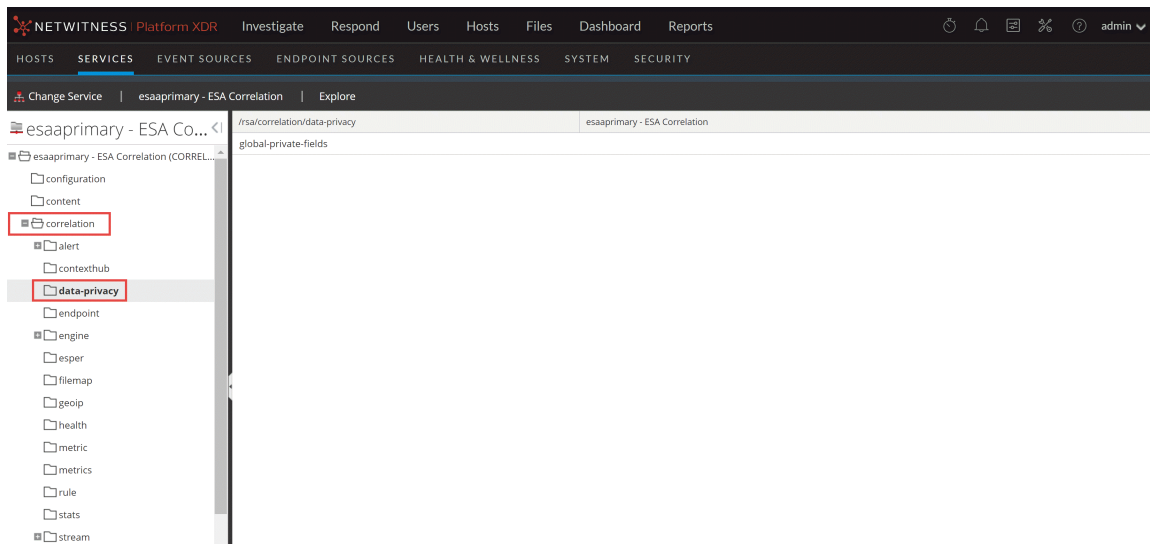 NETWITNESS | Platform XDR Investigate Respond Users Hosts Files Dashboard Reports admin
HOSTS SERVICES EVENT SOURCES ENDPOINT SOURCES HEALTH & WELLNESS SYSTEM SECURITY
Change Service | esaaprimary - ESA Correlation | Explore
esaaprimary - ESA Co...
/rsa/correlation/data-privacy esaaprimary - ESA Correlation
global-private-fields
esaaprimary - ESA Correlation (CORREL...
configuration
content
correlation
alert
contexthub
data-privacy
endpoint
engine
esper
filemap
geoip
health
metric
metrics
rule
stats
stream